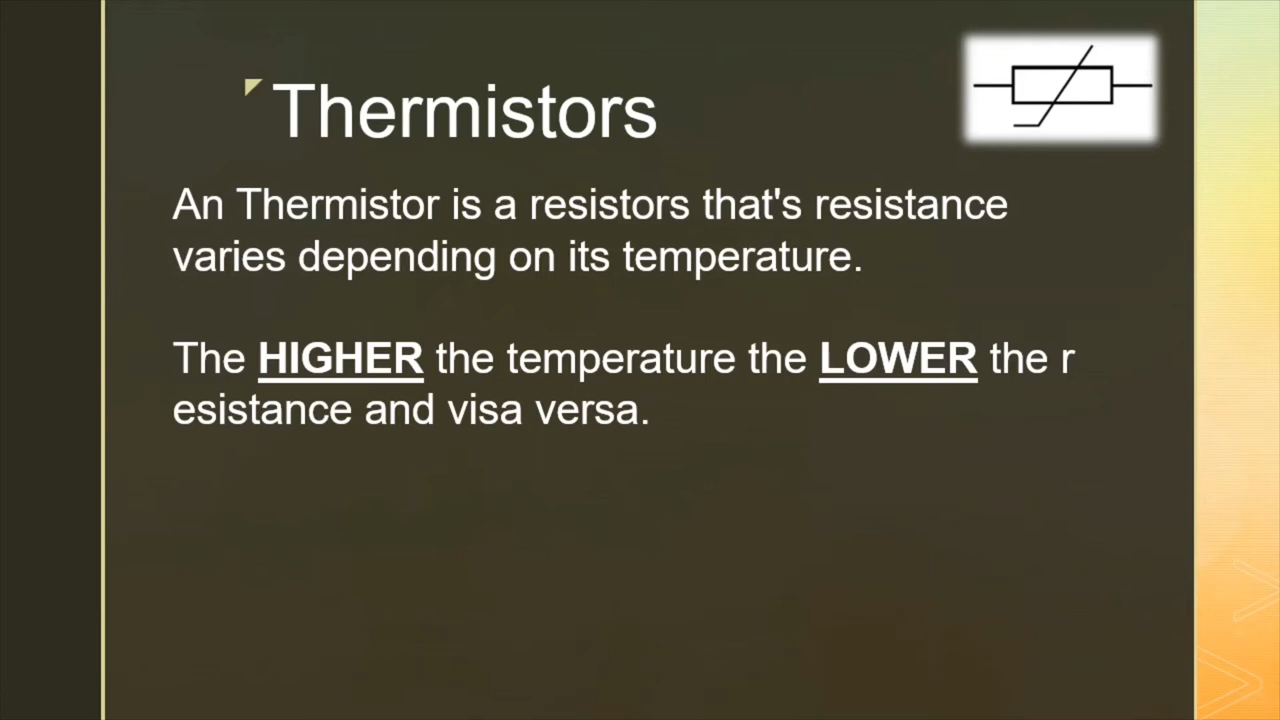 Thermistors
An Thermistor is a resistors that's resistance
varies depending on its temperature.
The HIGHER the temperature the LOWER the r
esistance and visa versa.